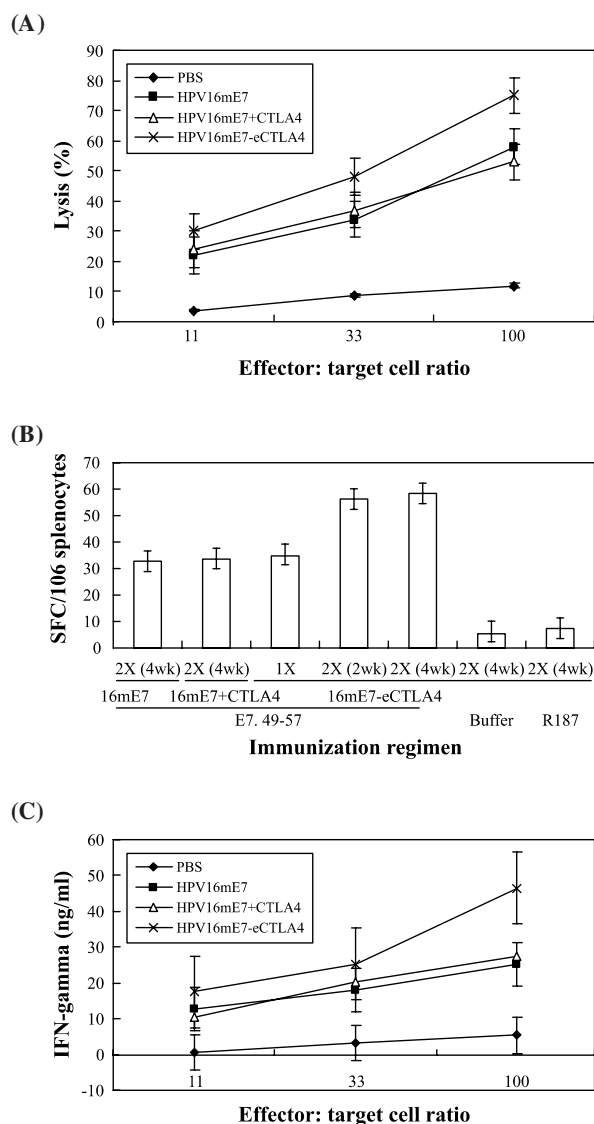 (A)
90
80
70
60
50
40
30
20
10
0
Lysis (%)
PBS
HPV16mE7
HPV16mE7+CTLA4
HPV16mE7-eCTLA4
11 33 100
Effector: target cell ratio
(B)
70
60
50
40
30
20
10
0
SFC/106 splenocytes
2X (4wk) 2X (4wk) 1X 2X (2wk) 2X (4wk) 2X (4wk) 2X (4wk)
16mE7 16mE7+CTLA4 16mE7-eCTLA4
E7. 49-57 Buffer R187
Immunization regimen
(C)
60
50
40
30
20
10
0
-10
IFN-gamma (ng/ml)
PBS
HPV16mE7
HPV16mE7+CTLA4
HPV16mE7-eCTLA4
11 33 100
Effector: target cell ratio